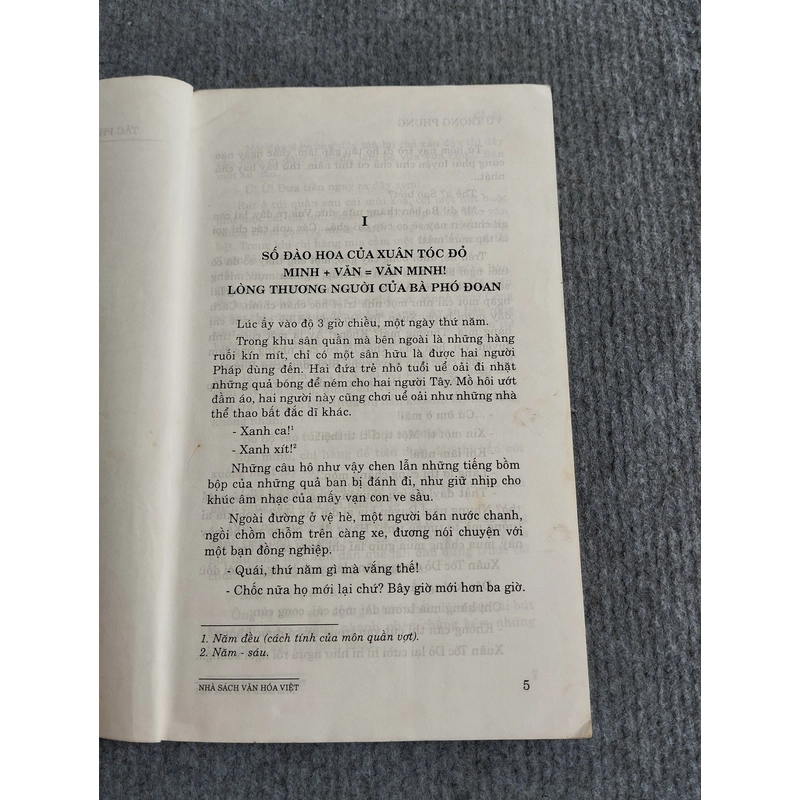 I
SỐ ĐÀO HOA CỦA XUÂN TÓC ĐỎ
MINH + VĂN = VĂN MINH!
LÒNG THƯƠNG NGƯỜI CỦA BÀ PHÓ ĐOAN
Lúc ấy vào độ 3 giờ chiều, một ngày thứ năm.
Trong khu sân quần mà bên ngoài là những hàng
ruối kín mít, chỉ có một sân hữu là được hai người
Pháp dùng đến. Hai đứa trẻ nhỏ tuổi uể oải đi nhặt
những quả bóng để ném cho hai người Tây. Mồ hôi ướt
đầm áo, hai người này cũng chơi uể oải như những nhà
thể thao bất đắc dĩ khác.
- Xanh ca!¹
- Xanh xít!²
Những câu hô như vậy chen lẫn những tiếng bồm
bộp của những quả ban bị đánh đi, như giữ nhịp cho
khúc âm nhạc của mấy vạn con ve sầu.
Ngoài đường ở vệ hè, một người bán nước chanh,
ngồi chồm chồm trên càng xe, đương nói chuyện với
một bạn đồng nghiệp.
- Quái, thứ năm gì mà vắng thế!
- Chốc nữa họ mới lại chứ? Bây giờ mới hơn ba giờ.
1. Năm đều (cách tính của môn quần vợt).
2. Năm - sáu.
NHÀ SÁCH VĂN HÓA VIỆT
5